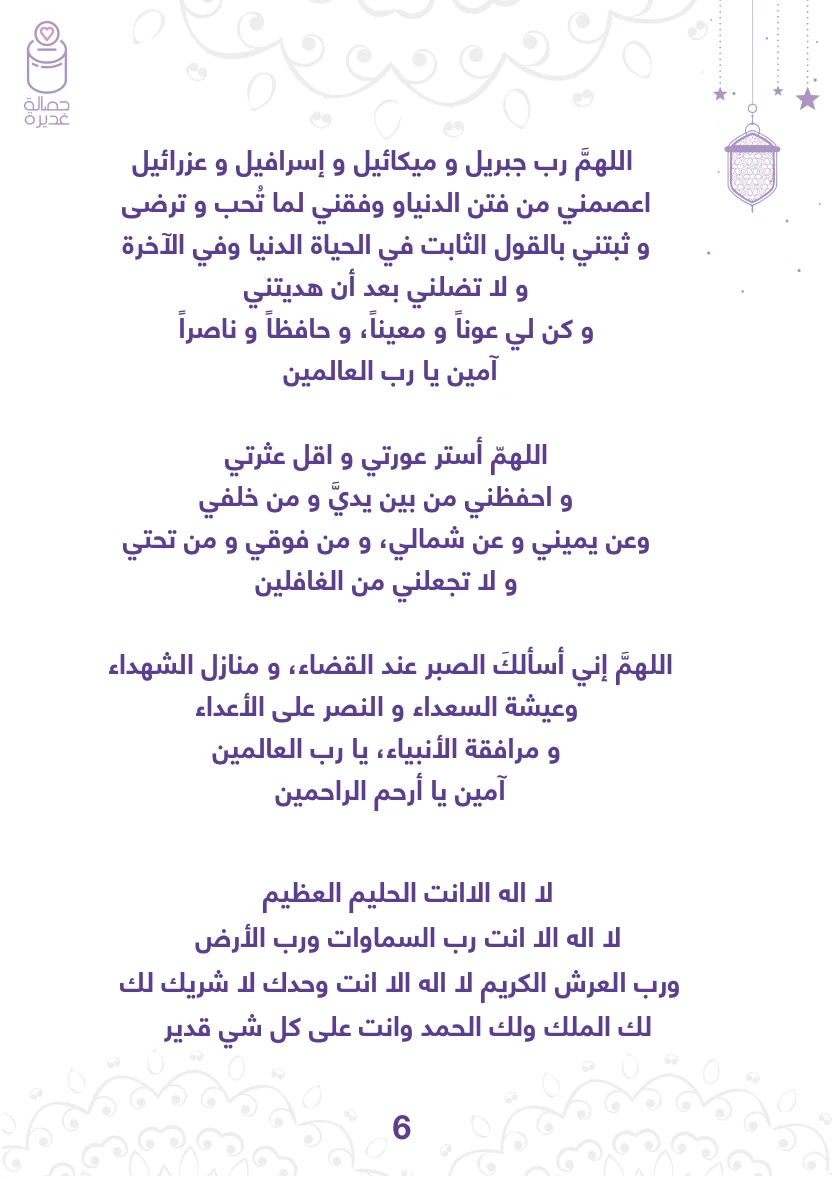 حصالة
غديرة
اللهمَّ رب جبريل و ميكائيل و إسرافيل و عزرائيل
اعصمني من فتن الدنياو وفقني لما تُحب و ترضى
و ثبتني بالقول الثابت في الحياة الدنيا وفي الآخرة
و لا تضلني بعد أن هديتني
و كن لي عوناً و معيناً، و حافظاً و ناصراً
آمين يا رب العالمين
اللهمّ أستر عورتي و اقل عثرتي
و احفظني من بين يديَّ و من خلفي
وعن يميني و عن شمالي، و من فوقي و من تحتي
و لا تجعلني من الغافلين
اللهمَّ إني أسألكَ الصبر عند القضاء، و منازل الشهداء
وعيشة السعداء و النصر على الأعداء
و مرافقة الأنبياء، يا رب العالمين
آمين يا أرحم الراحمين
لا اله الاانت الحليم العظيم
لا اله الا انت رب السماوات ورب الأرض
ورب العرش الكريم لا اله الا انت وحدك لا شريك لك
لك الملك ولك الحمد وانت على كل شي قدير
6